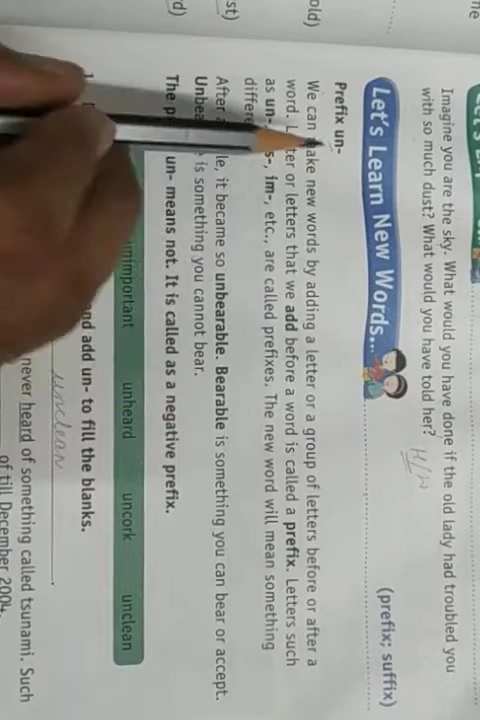 Imagine you are the sky. What would you have done if the old lady had troubled you
with so much dust? What would you have told her?
H/W
Let's Learn New Words...
(prefix; suffix)
Prefix un-
We can make new words by adding a letter or a group of letters before or after a
word. Letter or letters that we add before a word is called a prefix. Letters such
as un-, im-, etc., are called prefixes. The new word will mean something
After it became so unbearable. Bearable is something you can bear or accept.
is something you cannot bear.
The un- means not. It is called as a negative prefix.
unimportant unheard uncork unclean
and add un- to fill the blanks.
unclean
never heard of something called tsunami. Such
of till December 2004.
old)
st)
rd)